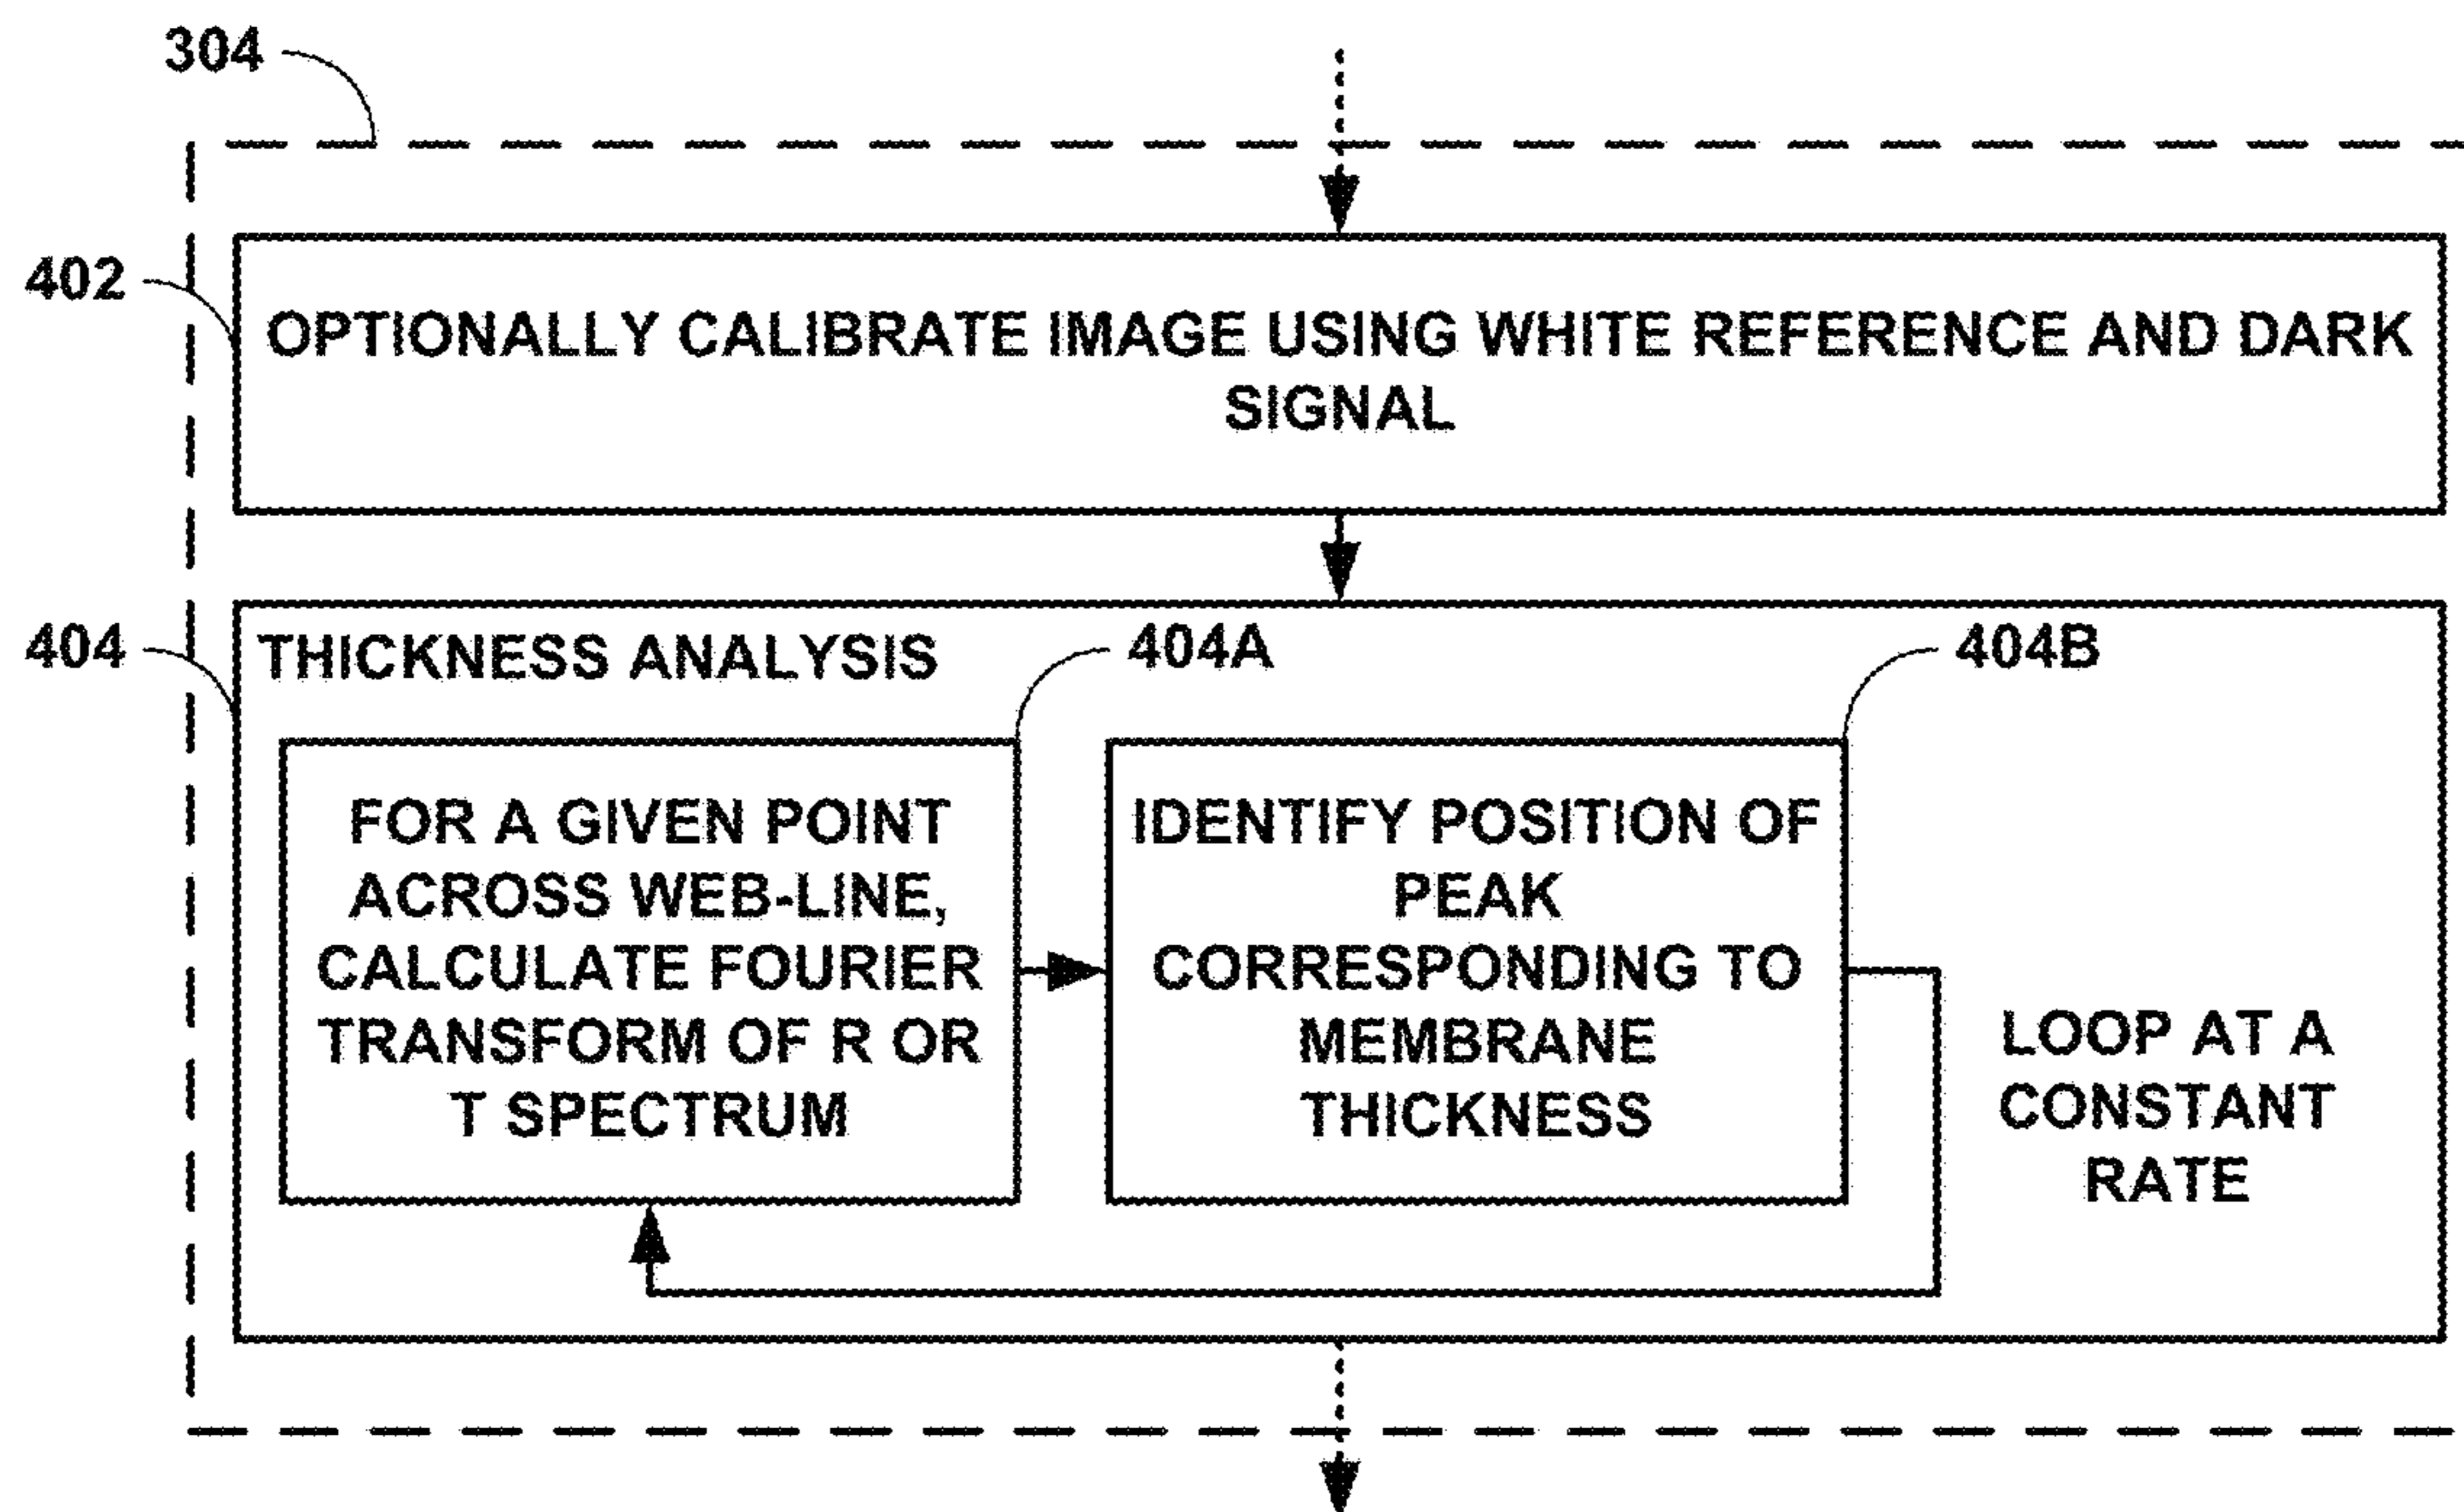 304
402
OPTIONALLY CALIBRATE IMAGE USING WHITE REFERENCE AND DARK
SIGNAL
404
THICKNESS ANALYSIS
404A
404B
FOR A GIVEN POINT
ACROSS WEB-LINE,
CALCULATE FOURIER
TRANSFORM OF R OR
T SPECTRUM
IDENTIFY POSITION OF
PEAK
CORRESPONDING TO
MEMBRANE
THICKNESS
LOOP AT A
CONSTANT
RATE